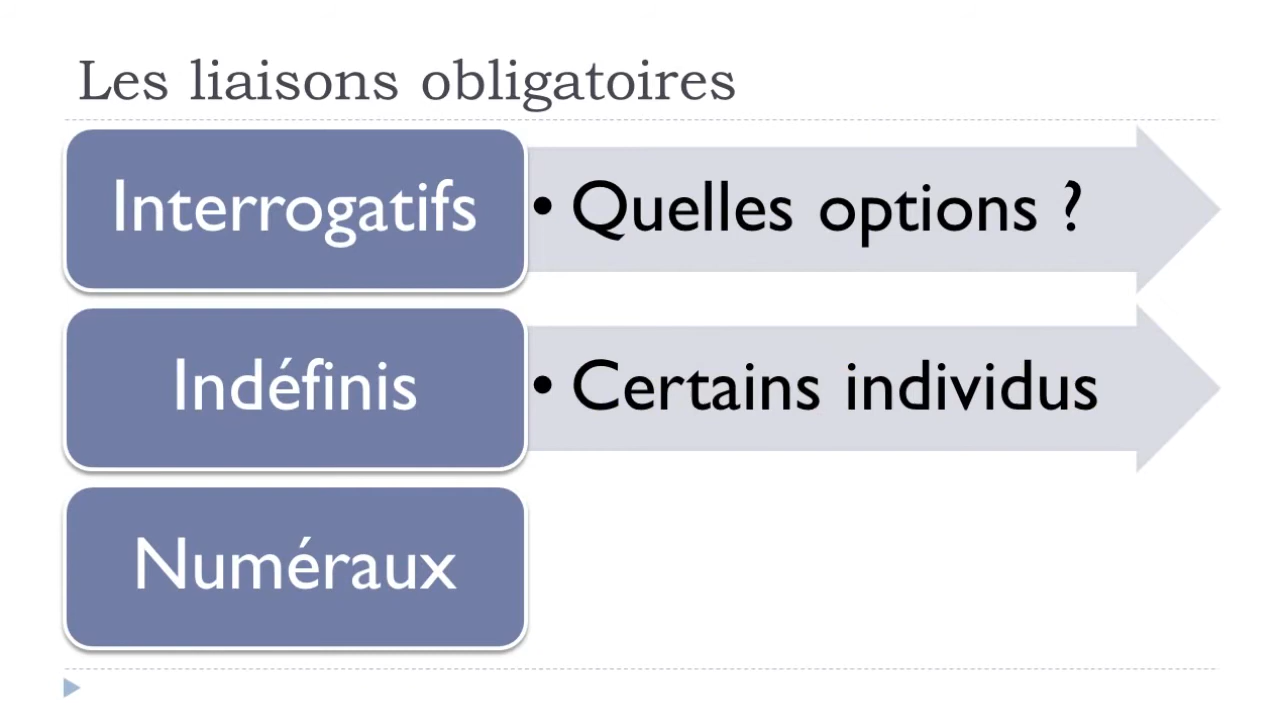 Les liaisons obligatoires
Interrogatifs
• Quelles options ?
Indéfinis
• Certains individus
Numéraux